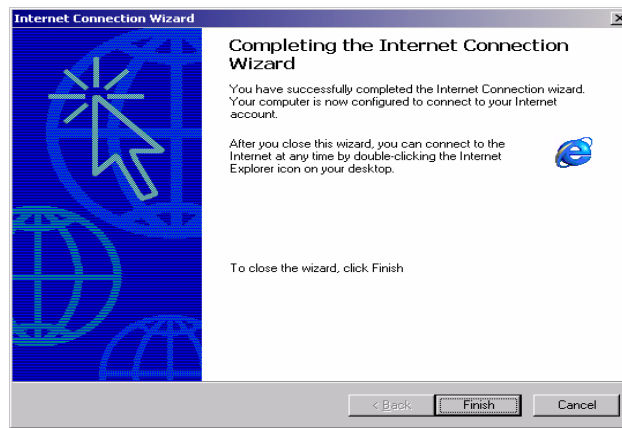 Internet Connection Wizard
Completing the Internet Connection
Wizard
You have successfully completed the Internet Connection wizard.
Your computer is now configured to connect to your Internet
account.
After you close this wizard, you can connect to the
Internet at any time by double-clicking the Internet
Explorer icon on your desktop.
To close the wizard, click Finish
< Back Finish Cancel